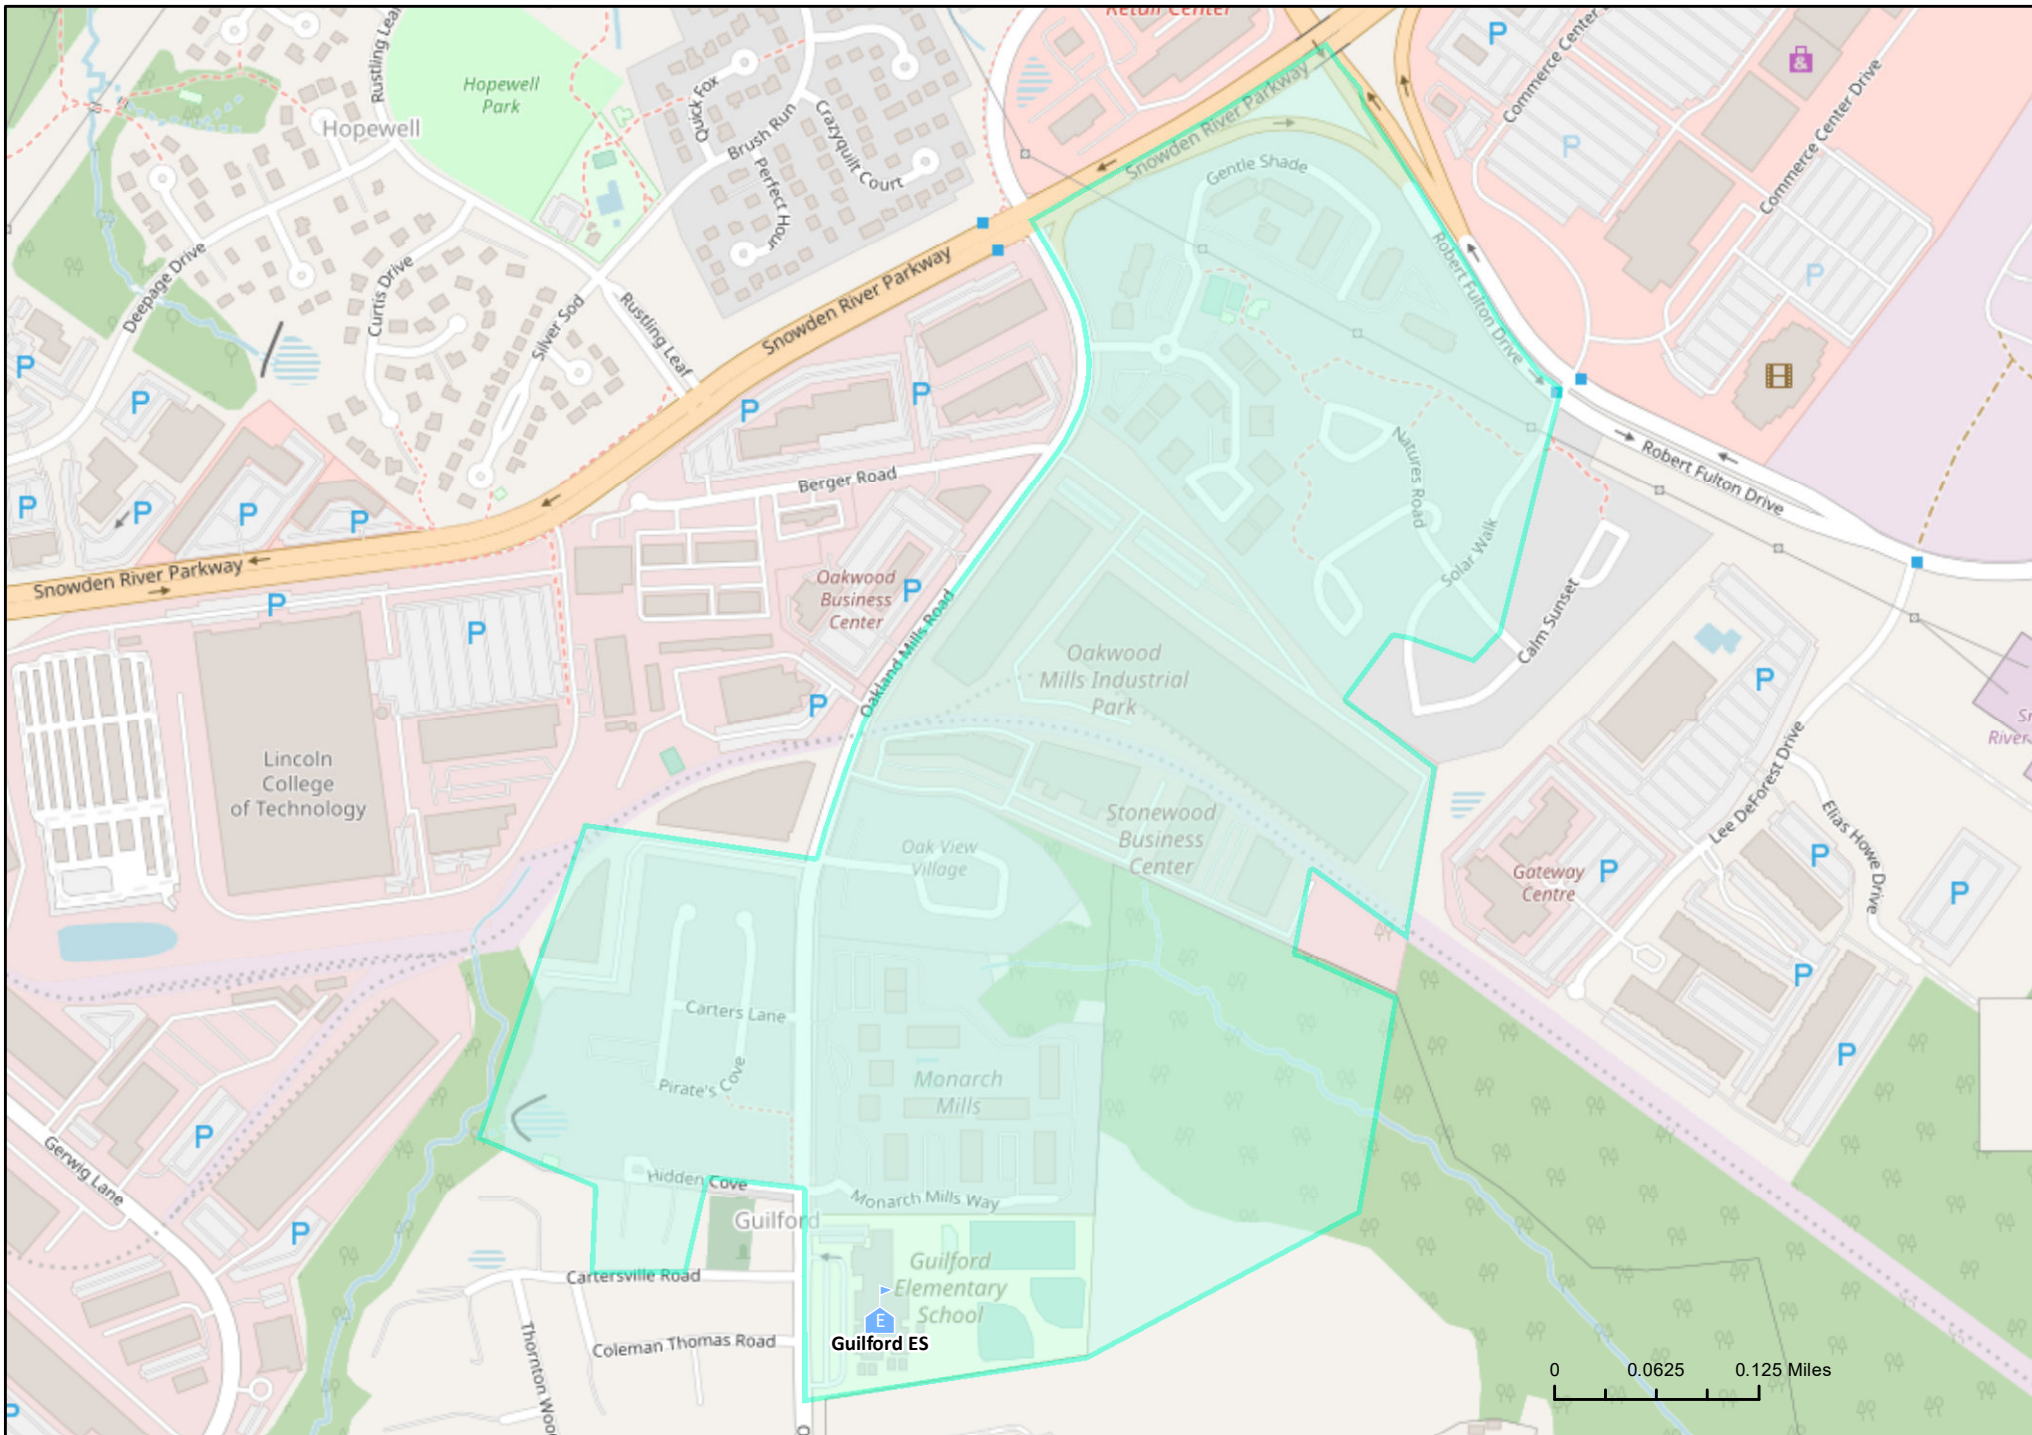 Retail Center
P
Rustling Leaf
Commerce Center
Hopewell
Park
Quick Fox
Hopewell
Brush Run
Crazyquilt Court
Snowden River Parkway
Commerce Center Drive
P
Gentle Shade
Perfect Hour
Deepage Drive
Curtis Drive
Snowden River Parkway
Robert Fulton Drive
P
Silver Sod
Rustling Leaf
P
P
P
P
Natures Road
Robert Fulton Drive
Berger Road
P
P
P
P
Solar Walk
Snowden River Parkway
Oakwood
Business
Center
P
P
P
Calm Sunset
Oakland Mills Road
Oakwood
Mills Industrial
Park
P
P
Lincoln
College
of Technology
Lee DeForest Drive
Elias Howe Drive
Stonewood
Business
Center
Oak View
Village
P
Gateway
Centre
P
P
P
Carters Lane
P
Pirate's Cove
Monarch
Mills
P
Gerwig Lane
Hidden Cove
Monarch Mills Way
Guilford
P
Guilford
Elementary
School
Cartersville Road
E
Guilford ES
Coleman Thomas Road
0 0.0625 0.125 Miles
P